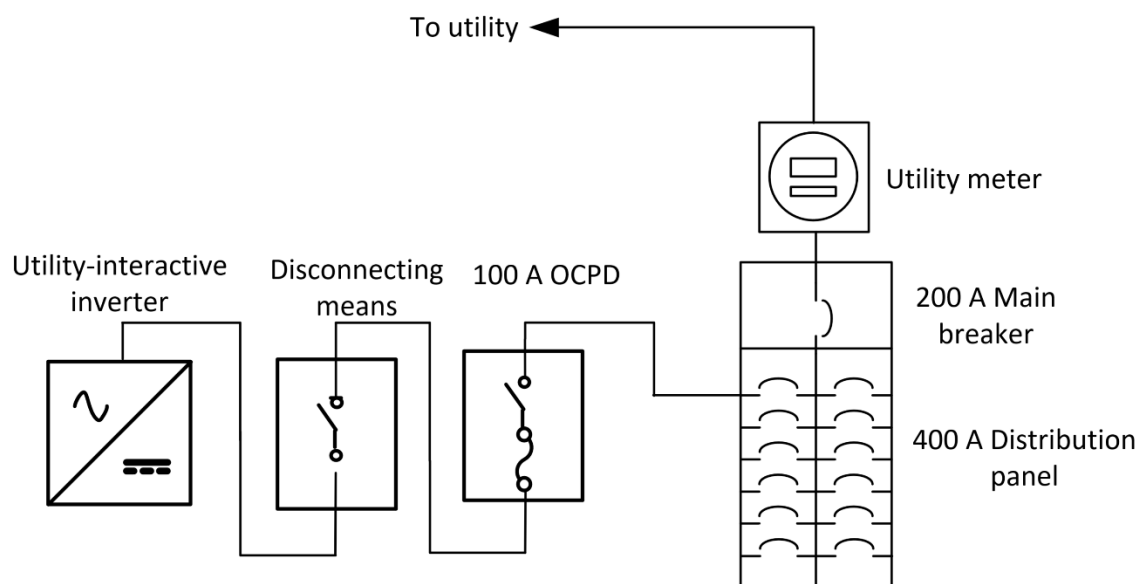 To utility
Utility meter
Utility-interactive
inverter
Disconnecting
means
100 A OCPD
200 A Main
breaker
400 A Distribution
panel